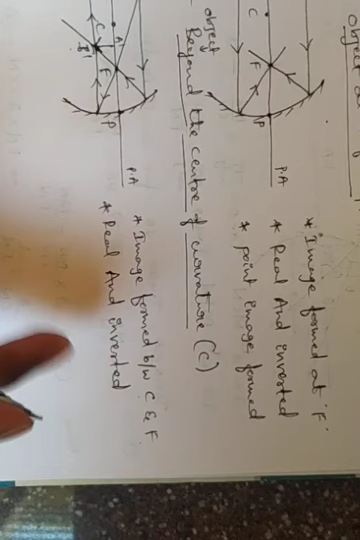 object
C
F
P
P.A
* Image formed at 'F'
* Real And inverted
* point image formed
object
Beyond the centre of curvature (C)
C
A'
B'
F
P
P.A
* Image formed b/w C & F.
* Real And inverted